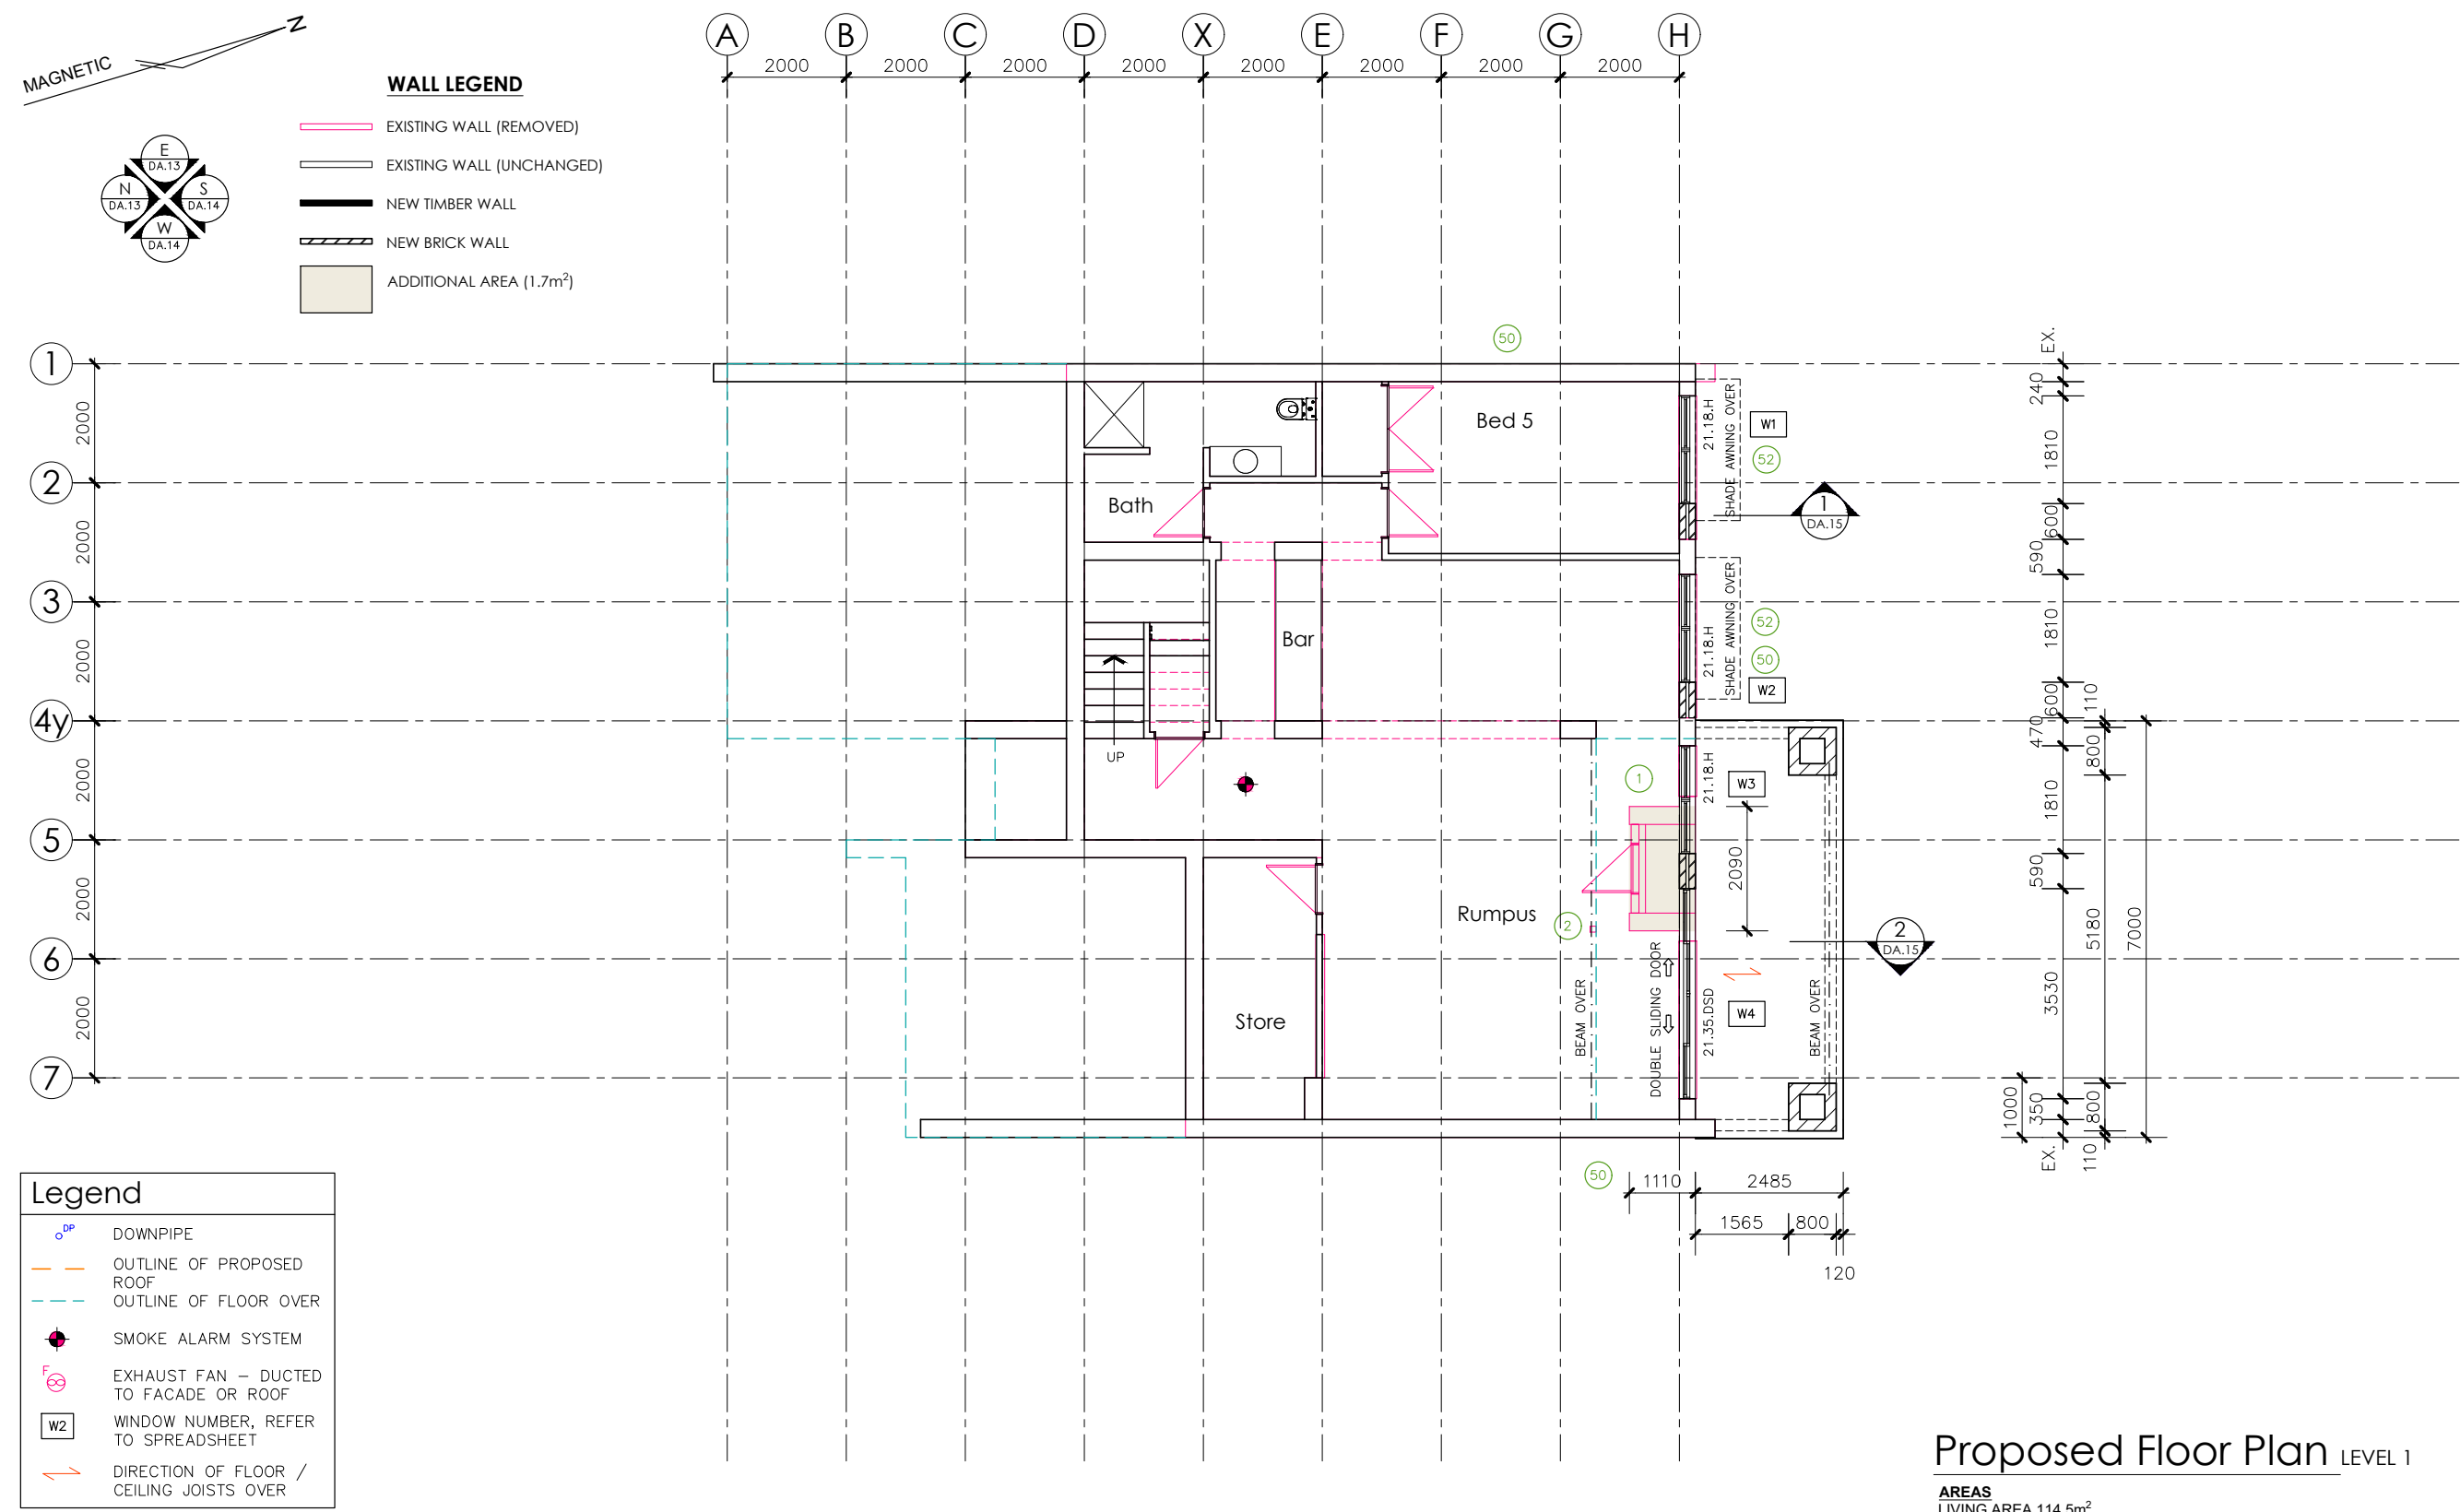 MAGNETIC
N
WALL LEGEND
EXISTING WALL (REMOVED)
EXISTING WALL (UNCHANGED)
NEW TIMBER WALL
NEW BRICK WALL
ADDITIONAL AREA (1.7m²)
E
DA.13
N
DA.13
S
DA.14
W
DA.14
A B C D X E F G H
2000 2000 2000 2000 2000 2000 2000 2000
1
2
3
4y
5
6
7
2000
2000
2000
2000
2000
2000
50
Bed 5
Bath
Bar
UP
Rumpus
Store
21.18.H
SHADE AWNING OVER
W1
52
1
DA.15
21.18.H
SHADE AWNING OVER
52
50
W2
21.18.H
W3
1
2
2090
BEAM OVER
DOUBLE SLIDING DOOR
21.35.DSD
W4
BEAM OVER
2
DA.15
EX.
240
1810
600
590
1810
600
110
470
800
1810
590
5180
7000
3530
1000
350
800
EX.
110
50
1110
2485
1565
800
120
Legend
DP
DOWNPIPE
OUTLINE OF PROPOSED
ROOF
OUTLINE OF FLOOR OVER
SMOKE ALARM SYSTEM
F
EXHAUST FAN – DUCTED
TO FACADE OR ROOF
W2
WINDOW NUMBER, REFER
TO SPREADSHEET
DIRECTION OF FLOOR /
CEILING JOISTS OVER
Proposed Floor Plan LEVEL 1
AREAS
LIVING AREA 114.5m²